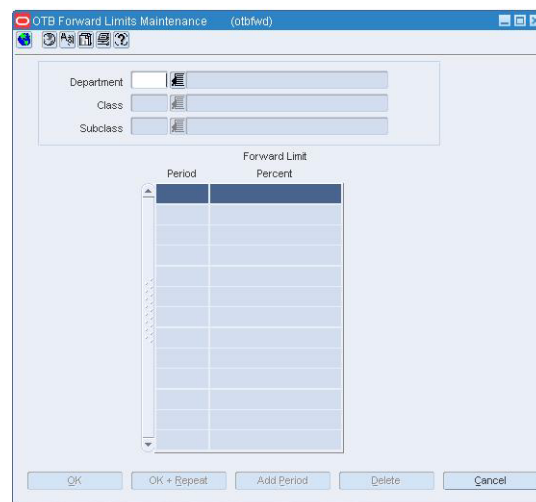 OTB Forward Limits Maintenance (otbfwd)
Department
Class
Subclass
Forward Limit
Period Percent
OK OK + Repeat Add Period Delete Cancel